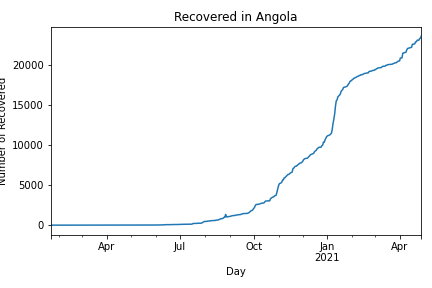 Recovered in Angola
20000
15000
10000
5000
0
Number of Recovered
Apr
Jul
Oct
Jan
2021
Apr
Day